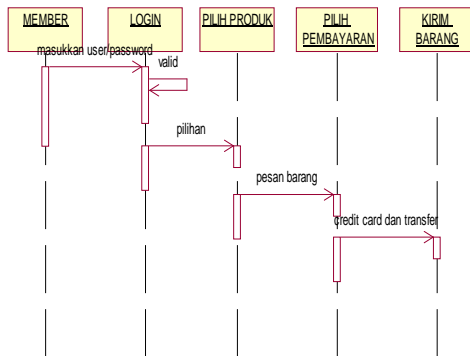 MEMBER
LOGIN
PILIH PRODUK
PILIH
PEMBAYARAN
KIRIM
BARANG
masukkan user/password
valid
pilihan
pesan barang
credit card dan transfer